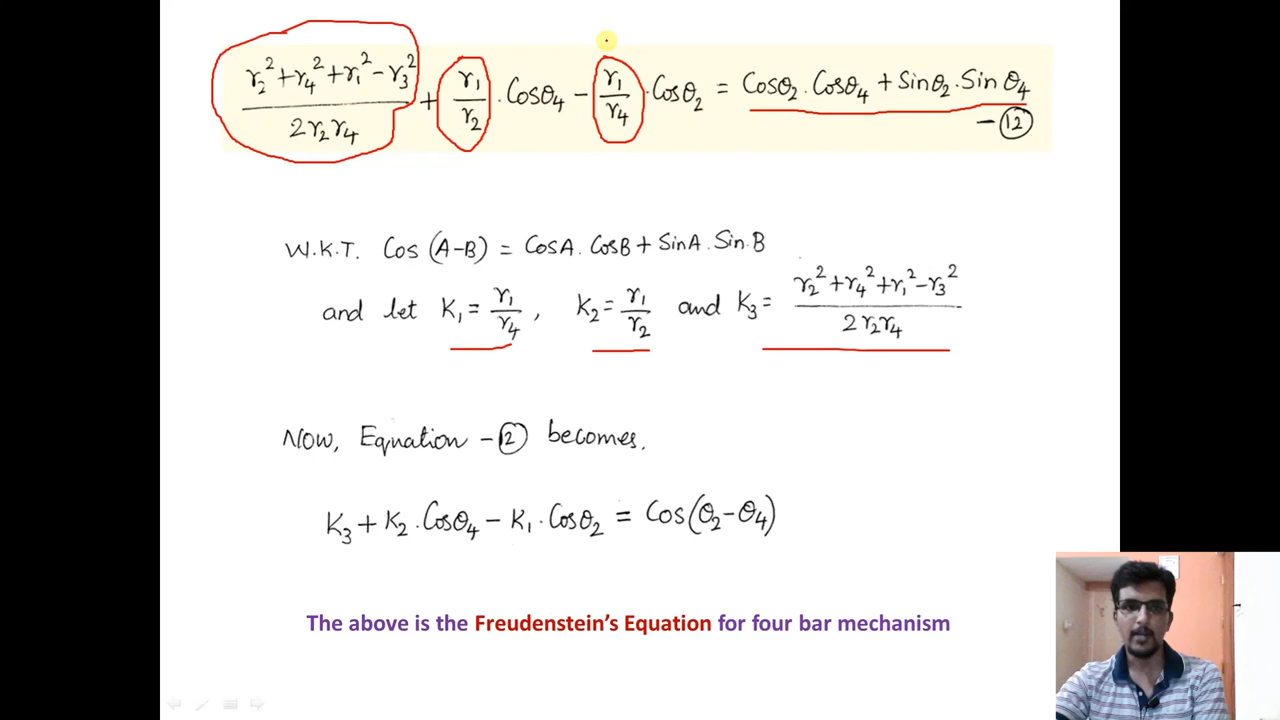 (r₂² + r₄² + r₁² - r₃²) / (2r₂r₄) + (r₁/r₂) · Cosθ₄ - (r₁/r₄) · Cosθ₂ = Cosθ₂ . Cosθ₄ + Sinθ₂ . Sinθ₄
- ⑫
W.K.T. Cos (A-B) = CosA. CosB + SinA. Sin.B
and let K₁ = r₁/r₄ , K₂ = r₁/r₂ and K₃ = (r₂² + r₄² + r₁² - r₃²) / (2r₂r₄)
Now, Equation - ⑫ becomes,
K₃ + K₂ . Cosθ₄ - K₁ . Cosθ₂ = Cos(θ₂ - θ₄)
The above is the Freudenstein’s Equation for four bar mechanism